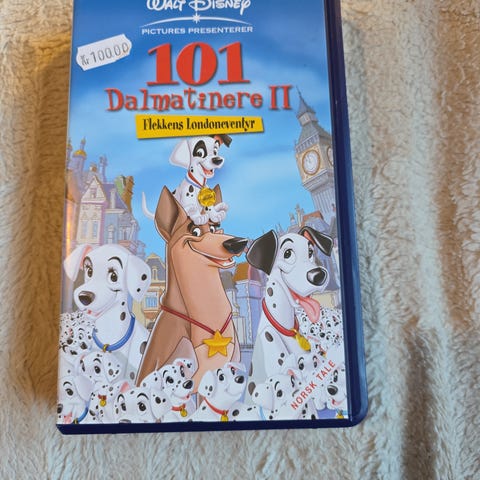 WALT DISNEY
PICTURES PRESENTERER
Kr 100.00
101
Dalmatinere II
Flekkens Londoneventyr
NORSK TALE